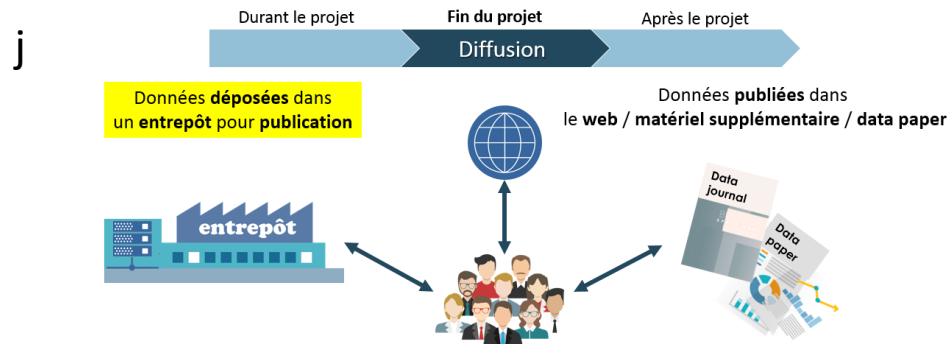 j
Durant le projet
Fin du projet
Après le projet
Diffusion
Données déposées dans
un entrepôt pour publication
Données publiées dans
le web / matériel supplémentaire / data paper
entrepôt
Data
journal
Data
paper